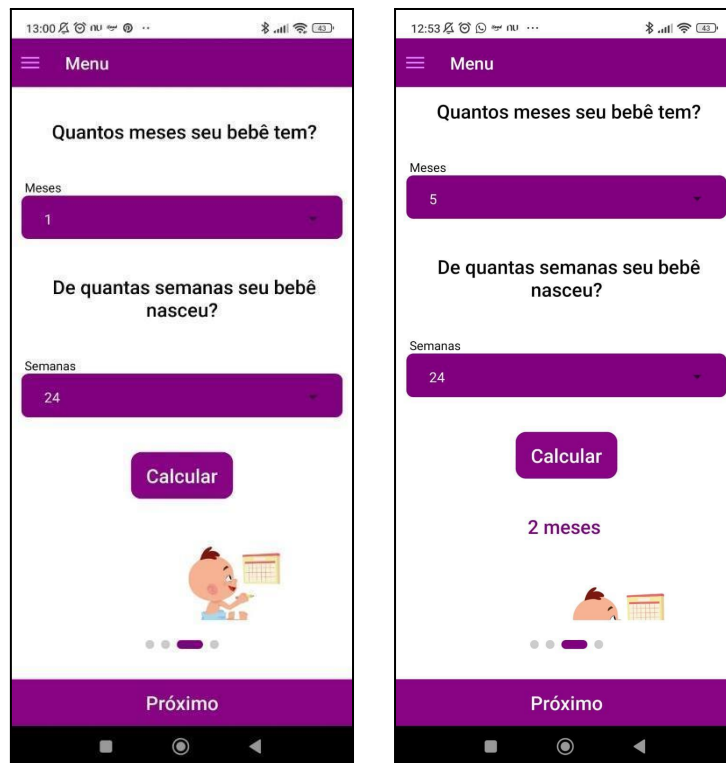 13:00
43
Menu
Quantos meses seu bebê tem?
Meses
1
De quantas semanas seu bebê
nasceu?
Semanas
24
Calcular
Próximo
12:53
43
Menu
Quantos meses seu bebê tem?
Meses
5
De quantas semanas seu bebê
nasceu?
Semanas
24
Calcular
2 meses
Próximo